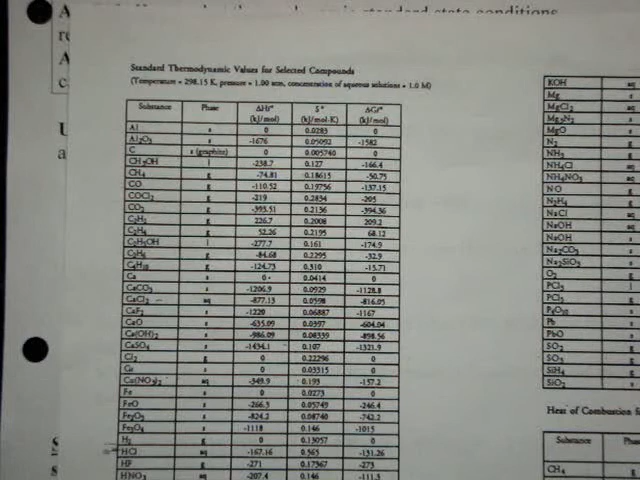 Standard Thermodynamic Values for Selected Compounds
(Temperature = 298.15 K, pressure = 1.00 atm, concentration of aqueous solutions = 1.0 M)
Substance Phase ΔHf° (kJ/mol) S° (kJ/mol·K) ΔGf° (kJ/mol)
Al s 0 0.0283 0
Al₂O₃ s -1676 0.05092 -1582
C s (graphite) 0 0.005740 0
CH₃OH l -238.7 0.127 -166.4
CH₄ g -74.81 0.18615 -50.75
CO g -110.52 0.19756 -137.15
COCl₂ g -219 0.2834 -205
CO₂ g -393.51 0.2136 -394.36
C₂H₂ g 226.7 0.2008 209.2
C₂H₄ g 52.26 0.2195 68.12
C₂H₅OH l -277.7 0.161 -174.9
C₂H₆ g -84.68 0.2295 -32.9
C₄H₁₀ g -124.73 0.310 -15.71
Ca s 0 0.0414 0
CaCO₃ s -1206.9 0.0929 -1128.8
CaCl₂ aq -877.13 0.0598 -816.05
CaF₂ s -1220 0.06887 -1167
CaO s -635.09 0.0397 -604.04
Ca(OH)₂ s -986.09 0.08339 -898.56
CaSO₄ s -1434.1 0.107 -1321.9
Cl₂ g 0 0.22296 0
Cu s 0 0.03315 0
Cu(NO₃)₂ aq -349.9 0.193 -157.2
Fe s 0 0.0273 0
FeO s -266.3 0.05749 -246.4
Fe₂O₃ s -824.2 0.08740 -742.2
Fe₃O₄ s -1118 0.146 -1015
H₂ g 0 0.13057 0
HCl aq -167.16 0.565 -131.26
HF g -271 0.17367 -273
HNO₃ aq -207.4 0.146 -111.3
KOH aq
Mg s
MgCl₂ s
Mg₃N₂ s
MgO s
N₂ g
NH₃ g
NH₄Cl
NH₄NO₃
NO g
N₂H₄ g
NaCl
NaOH aq
NaOH s
Na₂CO₃ s
Na₂SiO₃ s
O₂ g
PCl₃ l
PCl₅ g
P₄O₁₀ s
Pb s
PbO s
SO₂ g
SO₃ g
SiH₄ g
SiO₂ s
Heat of Combustion
Substance
CH₄ g